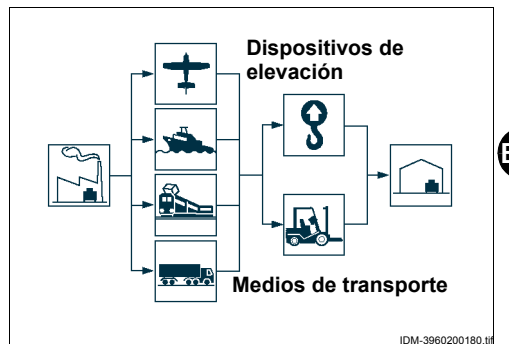 Dispositivos de
elevación
Medios de transporte
IDM-3960200180.tif